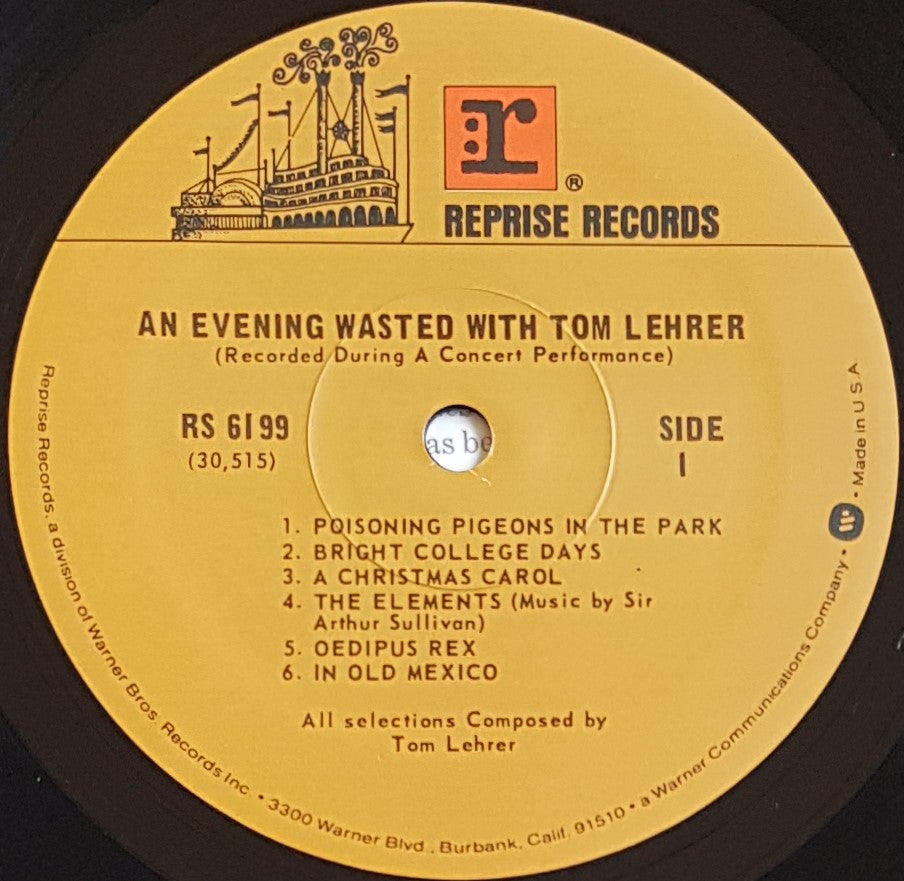 r
®
REPRISE RECORDS
AN EVENING WASTED WITH TOM LEHRER
(Recorded During A Concert Performance)
RS 6199
(30,515)
SIDE
1
as be
1. POISONING PIGEONS IN THE PARK
2. BRIGHT COLLEGE DAYS
3. A CHRISTMAS CAROL
4. THE ELEMENTS (Music by Sir
Arthur Sullivan)
5. OEDIPUS REX
6. IN OLD MEXICO
All selections Composed by
Tom Lehrer
Reprise Records, a division of Warner Bros. Records Inc • 3300 Warner Blvd., Burbank, Calif. 91510 • a Warner Communications Company • W • Made in U.S.A